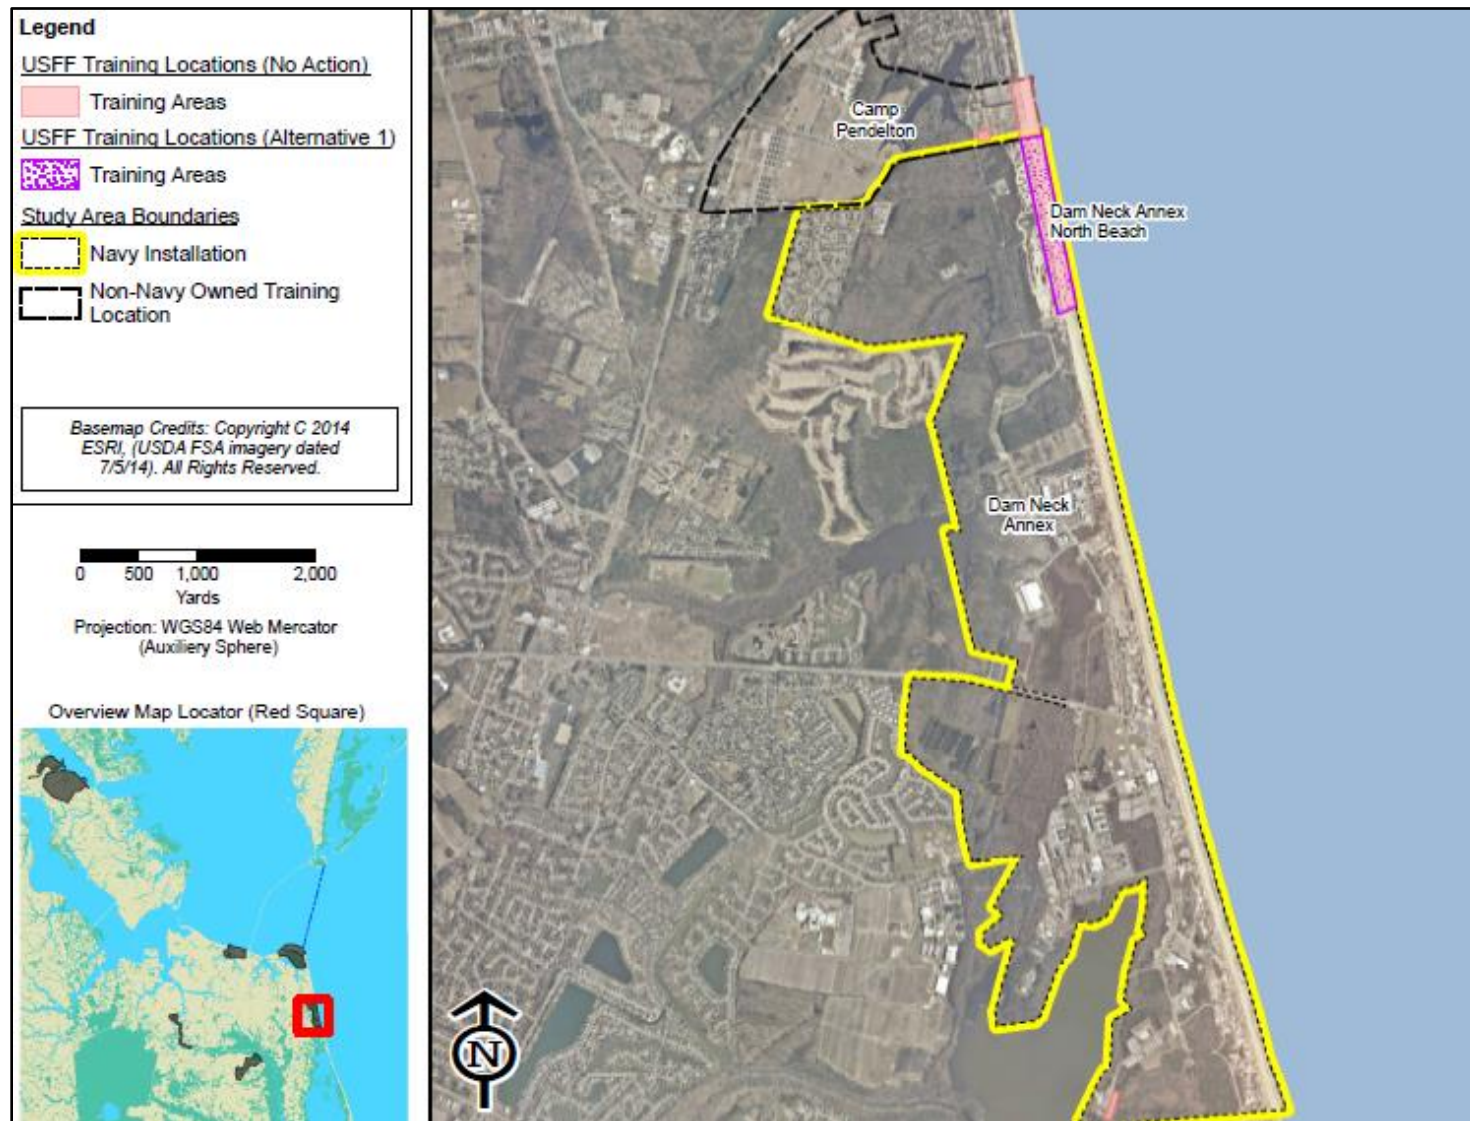 Legend
USFF Training Locations (No Action)
Training Areas
USFF Training Locations (Alternative 1)
Training Areas
Study Area Boundaries
Navy Installation
Non-Navy Owned Training
Location
Basemap Credits: Copyright C 2014
ESRI, (USDA FSA imagery dated
7/5/14). All Rights Reserved.
0 500 1,000 2,000
Yards
Projection: WGS84 Web Mercator
(Auxiliery Sphere)
Overview Map Locator (Red Square)
Camp
Pendelton
Dam Neck Annex
North Beach
Dam Neck
Annex
N